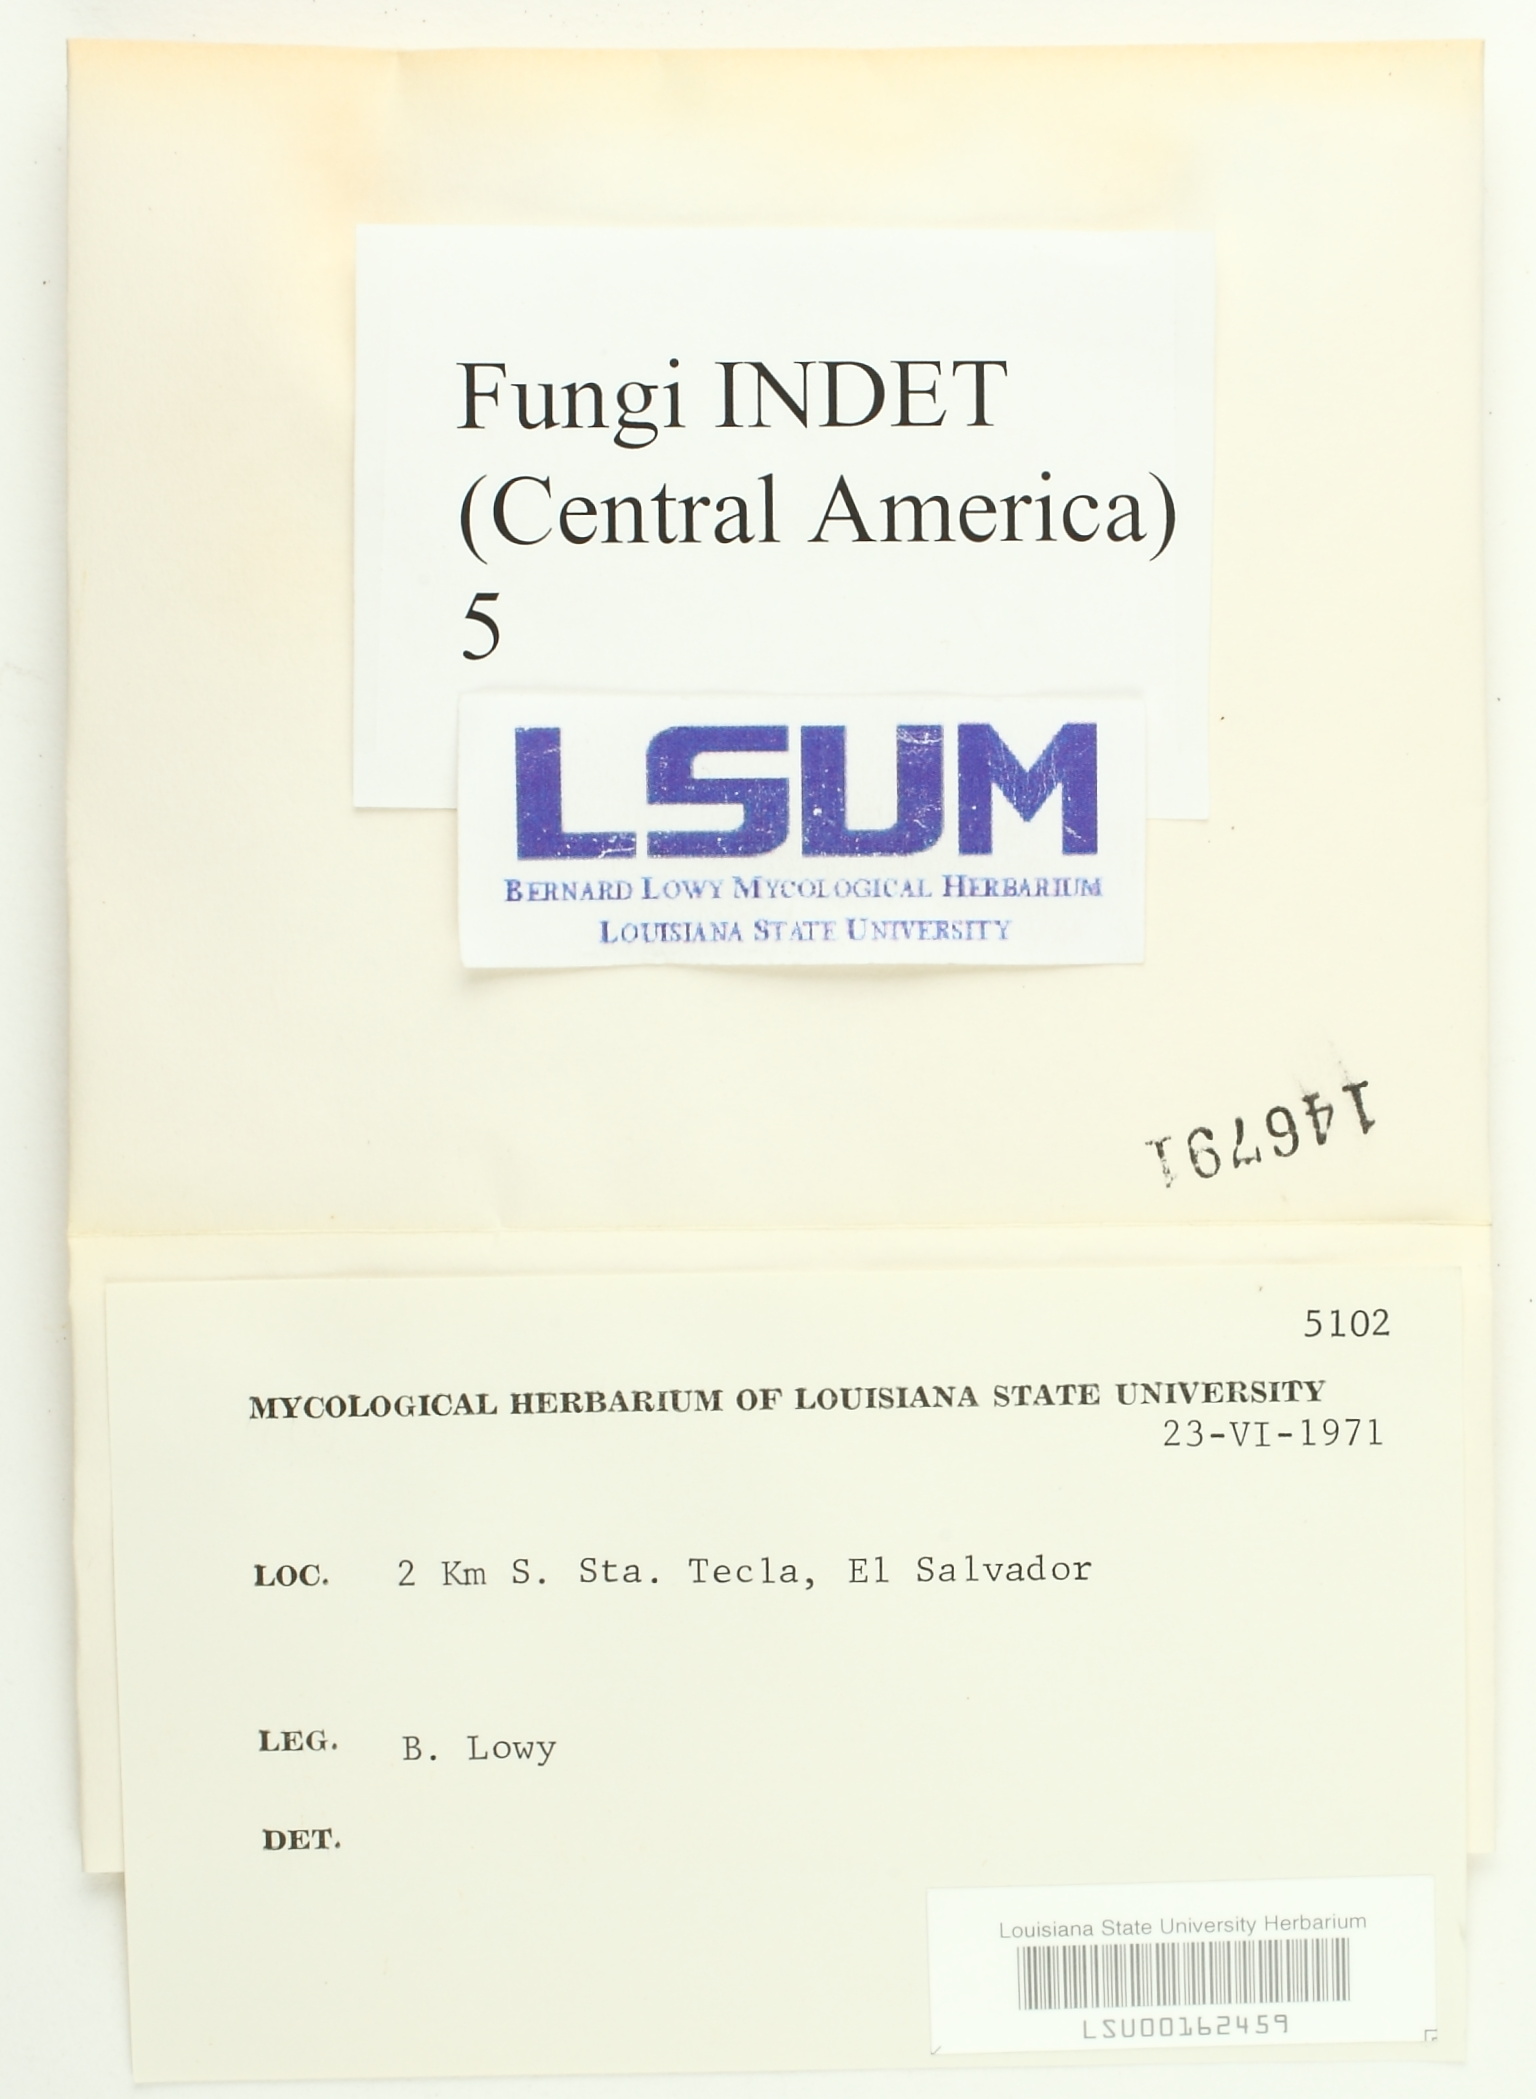 Fungi INDET
(Central America)
5
LSUM
BERNARD LOWY MYCOLOGICAL HERBARIUM
LOUISIANA STATE UNIVERSITY
146791
5102
MYCOLOGICAL HERBARIUM OF LOUISIANA STATE UNIVERSITY
23-VI-1971
LOC. 2 Km S. Sta. Tecla, El Salvador
LEG. B. Lowy
DET.
Louisiana State University Herbarium
LSU00162459